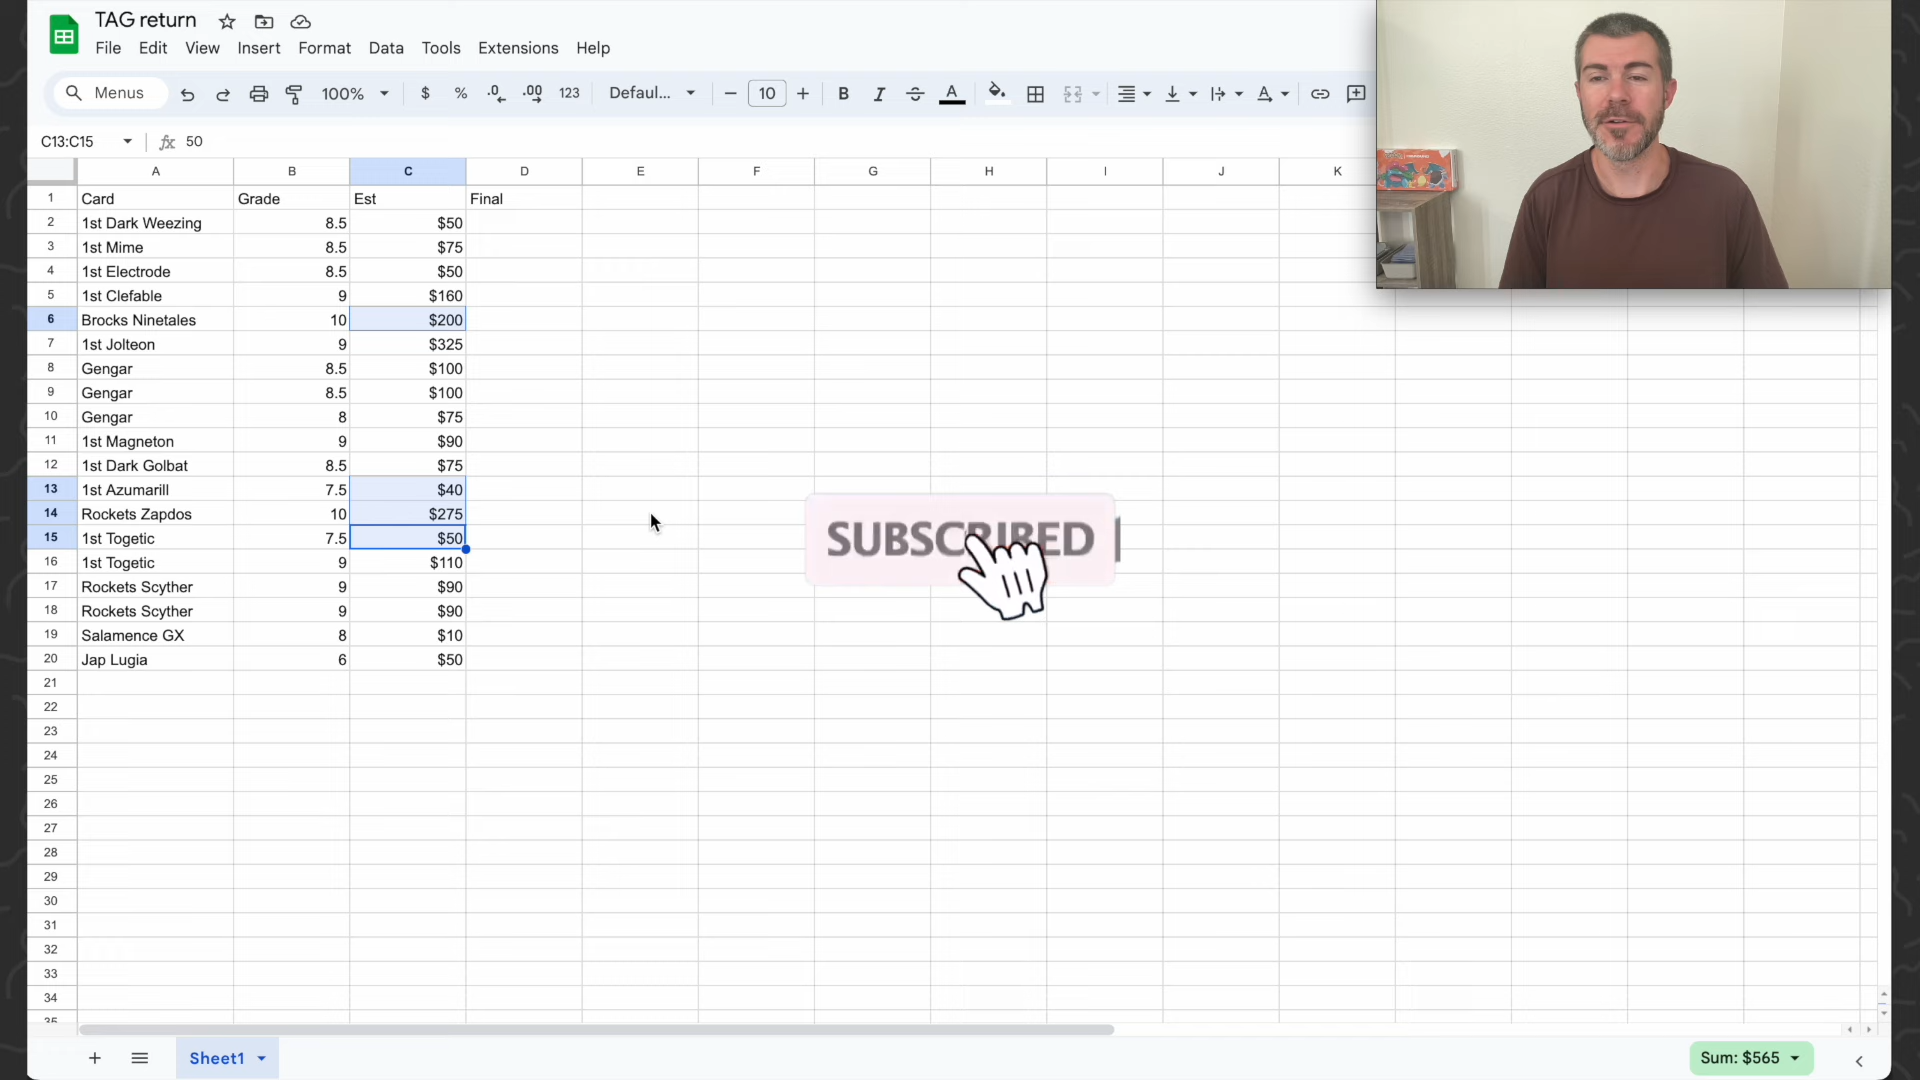 TAG return
File Edit View Insert Format Data Tools Extensions Help
Menus 100% $ % .0 .00 123 Defaul... 10 B I A
C13:C15 fx 50
A B C D E F G H I J K
1 Card Grade Est Final
2 1st Dark Weezing 8.5 $50
3 1st Mime 8.5 $75
4 1st Electrode 8.5 $50
5 1st Clefable 9 $160
6 Brocks Ninetales 10 $200
7 1st Jolteon 9 $325
8 Gengar 8.5 $100
9 Gengar 8.5 $100
10 Gengar 8 $75
11 1st Magneton 9 $90
12 1st Dark Golbat 8.5 $75
13 1st Azumarill 7.5 $40
14 Rockets Zapdos 10 $275
15 1st Togetic 7.5 $50
SUBSCRIBED
16 1st Togetic 9 $110
17 Rockets Scyther 9 $90
18 Rockets Scyther 9 $90
19 Salamence GX 8 $10
20 Jap Lugia 6 $50
21
22
23
24
25
26
27
28
29
30
31
32
33
34
35
Sheet1 Sum: $565